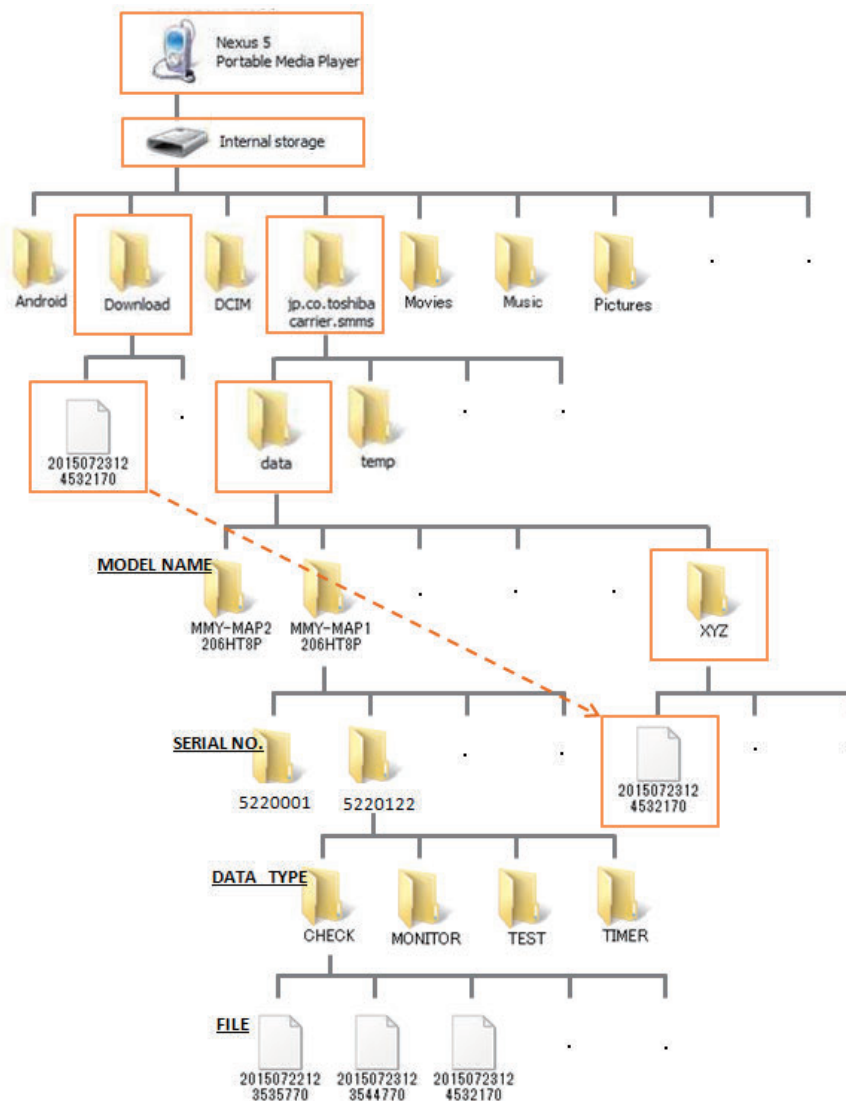 Nexus 5
Portable Media Player
Internal storage
Android
Download
DCIM
jp.co.toshiba
carrier.smms
Movies
Music
Pictures
2015072312
4532170
data
temp
MODEL NAME
MMY-MAP2
206HT8P
MMY-MAP1
206HT8P
XYZ
SERIAL NO.
5220001
5220122
2015072312
4532170
DATA TYPE
CHECK
MONITOR
TEST
TIMER
FILE
2015072212
3535770
2015072312
3544770
2015072312
4532170